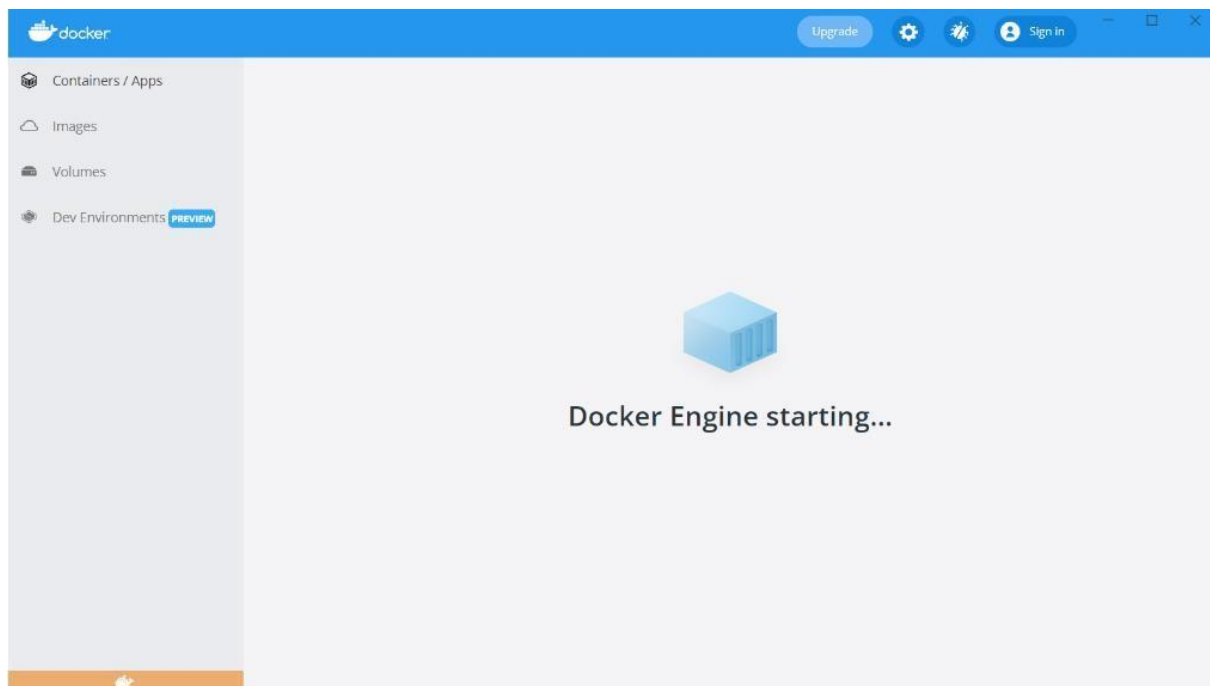 docker
Upgrade
Sign in
Containers / Apps
Images
Volumes
Dev Environments PREVIEW
Docker Engine starting...